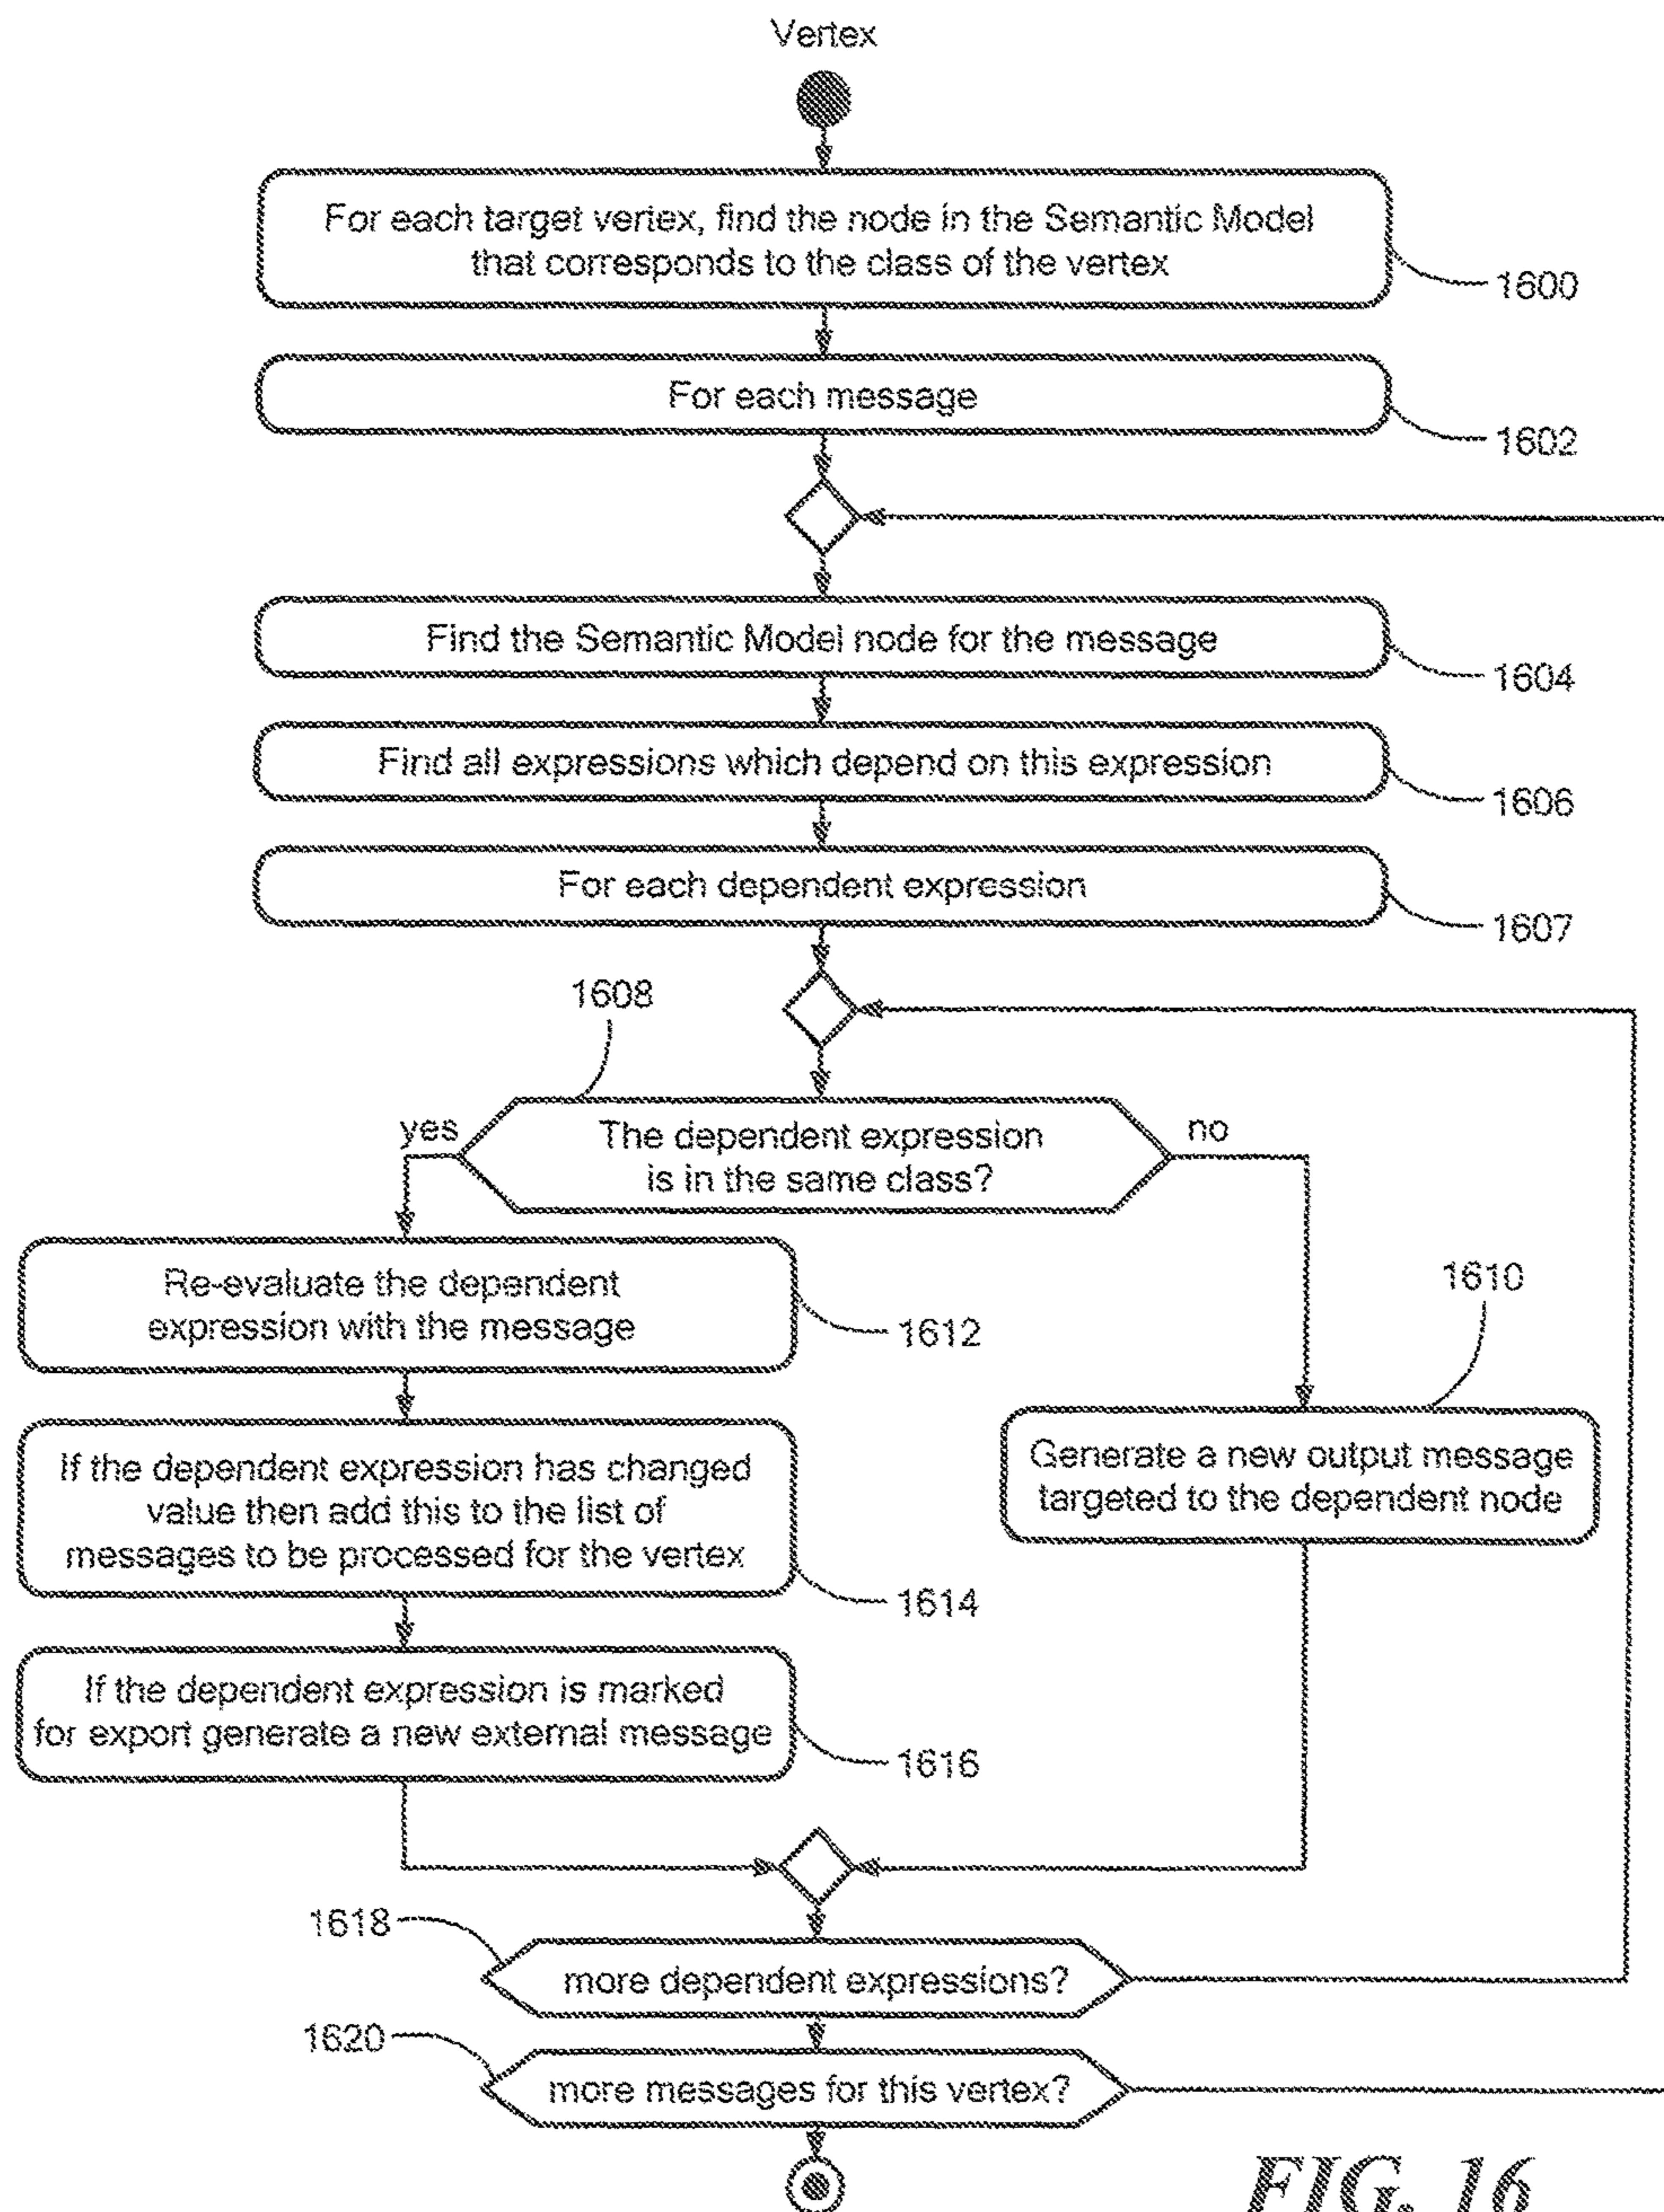 Vertex
For each target vertex, find the node in the Semantic Model
that corresponds to the class of the vertex
1600
For each message
1602
Find the Semantic Model node for the message
1604
Find all expressions which depend on this expression
1606
For each dependent expression
1607
1608
yes
The dependent expression
is in the same class?
no
Re-evaluate the dependent
expression with the message
1612
1610
If the dependent expression has changed
value then add this to the list of
messages to be processed for the vertex
1614
Generate a new output message
targeted to the dependent node
If the dependent expression is marked
for export generate a new external message
1616
1618
more dependent expressions?
1620
more messages for this vertex?
FIG. 16